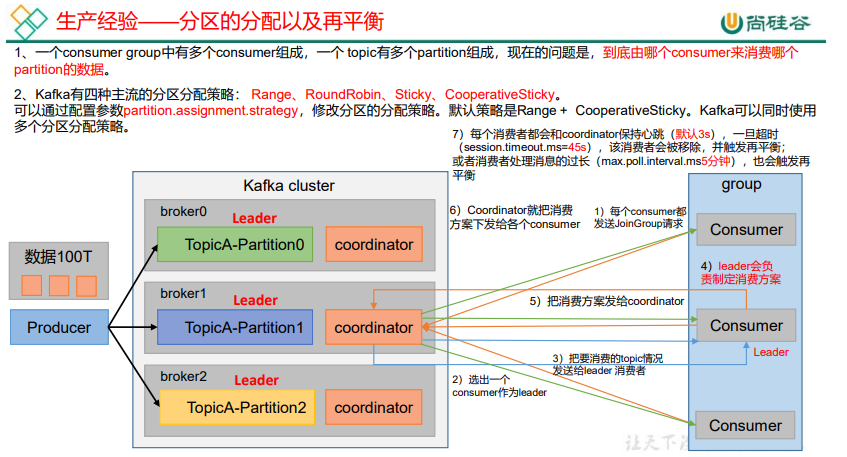 生产经验——分区的分配以及再平衡
尚硅谷
1、一个consumer group中有多个consumer组成，一个 topic有多个partition组成，现在的问题是，到底由哪个consumer来消费哪个
partition的数据。
2、Kafka有四种主流的分区分配策略： Range、RoundRobin、Sticky、CooperativeSticky。
可以通过配置参数partition.assignment.strategy，修改分区的分配策略。默认策略是Range + CooperativeSticky。Kafka可以同时使用
多个分区分配策略。
7）每个消费者都会和coordinator保持心跳（默认3s），一旦超时
（session.timeout.ms=45s），该消费者会被移除，并触发再平衡；
或者消费者处理消息的过长（max.poll.interval.ms5分钟），也会触发再
平衡
Kafka cluster
group
broker0
Leader
TopicA-Partition0
coordinator
6）Coordinator就把消费
方案下发给各个consumer
1）每个consumer都
发送JoinGroup请求
Consumer
数据100T
4）leader会负
责制定消费方案
broker1
Leader
5）把消费方案发给coordinator
Producer
TopicA-Partition1
coordinator
Consumer
Leader
3）把要消费的topic情况
发送给leader 消费者
broker2
Leader
2）选出一个
consumer作为leader
TopicA-Partition2
coordinator
Consumer
让天下